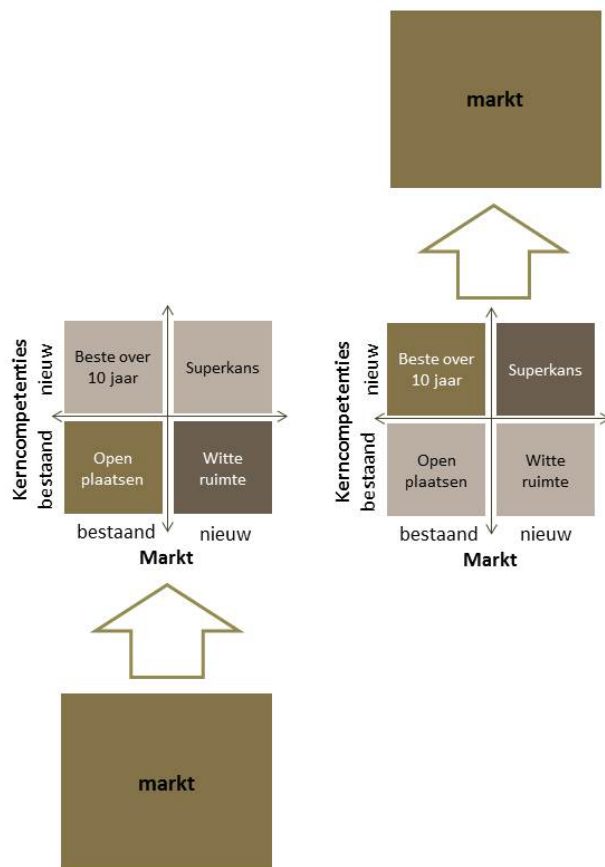 markt
Kerncompetenties
nieuw
bestaand
Beste over
10 jaar
Superkans
Open
plaatsen
Witte
ruimte
bestaand
nieuw
Markt
markt
Kerncompetenties
nieuw
bestaand
Beste over
10 jaar
Superkans
Open
plaatsen
Witte
ruimte
bestaand
nieuw
Markt